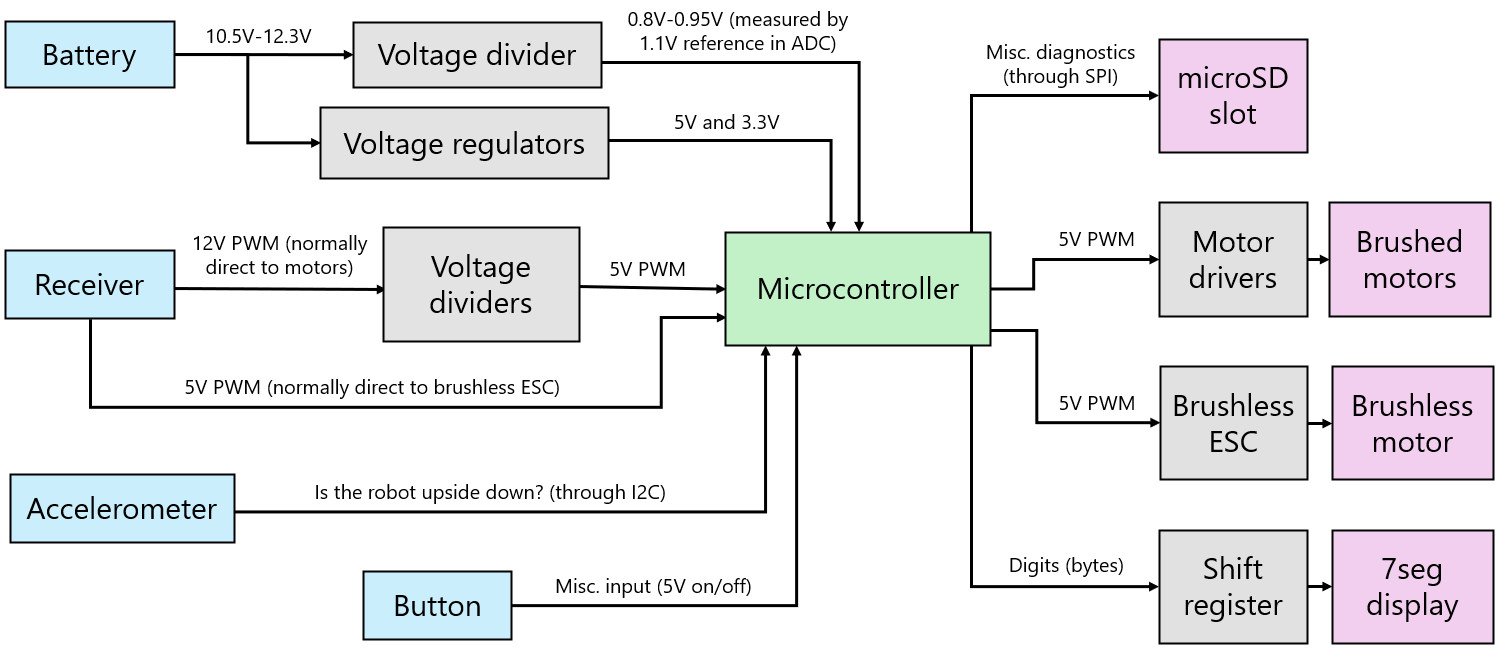 Battery
10.5V-12.3V
Voltage divider
0.8V-0.95V (measured by
1.1V reference in ADC)
Voltage regulators
5V and 3.3V
Misc. diagnostics
(through SPI)
microSD
slot
Receiver
12V PWM (normally
direct to motors)
Voltage
dividers
5V PWM
Microcontroller
5V PWM
Motor
drivers
Brushed
motors
5V PWM (normally direct to brushless ESC)
5V PWM
Brushless
ESC
Brushless
motor
Accelerometer
Is the robot upside down? (through I2C)
Button
Misc. input (5V on/off)
Digits (bytes)
Shift
register
7seg
display